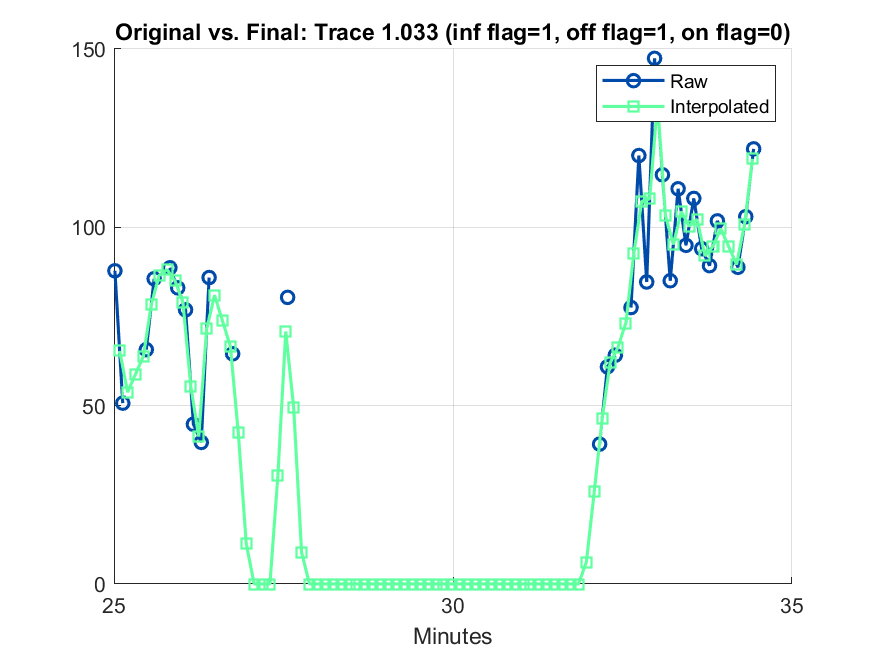 Original vs. Final: Trace 1.033 (inf flag=1, off flag=1, on flag=0)
150
Raw
Interpolated
100
50
0
25
30
35
Minutes